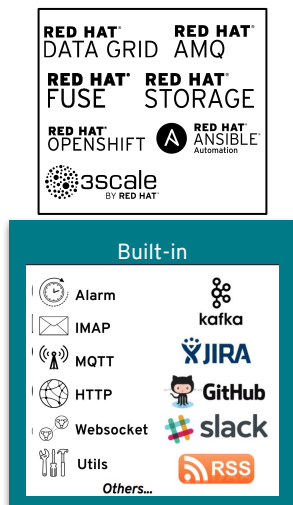 RED HAT® RED HAT®
DATA GRID AMQ
RED HAT® RED HAT®
FUSE STORAGE
RED HAT®
OPENSHIFT
A RED HAT®
ANSIBLE®
Automation
3scale
BY RED HAT®
Built-in
Alarm
IMAP
MQTT
HTTP
Websocket
Utils
kafka
JIRA
GitHub
slack
RSS
Others...